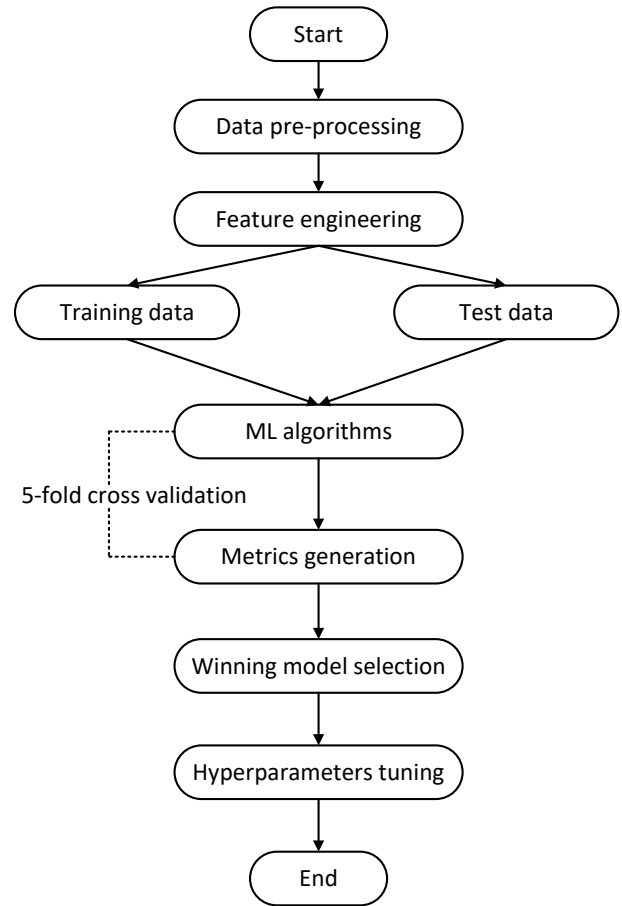 Start
Data pre-processing
Feature engineering
Training data
Test data
ML algorithms
5-fold cross validation
Metrics generation
Winning model selection
Hyperparameters tuning
End